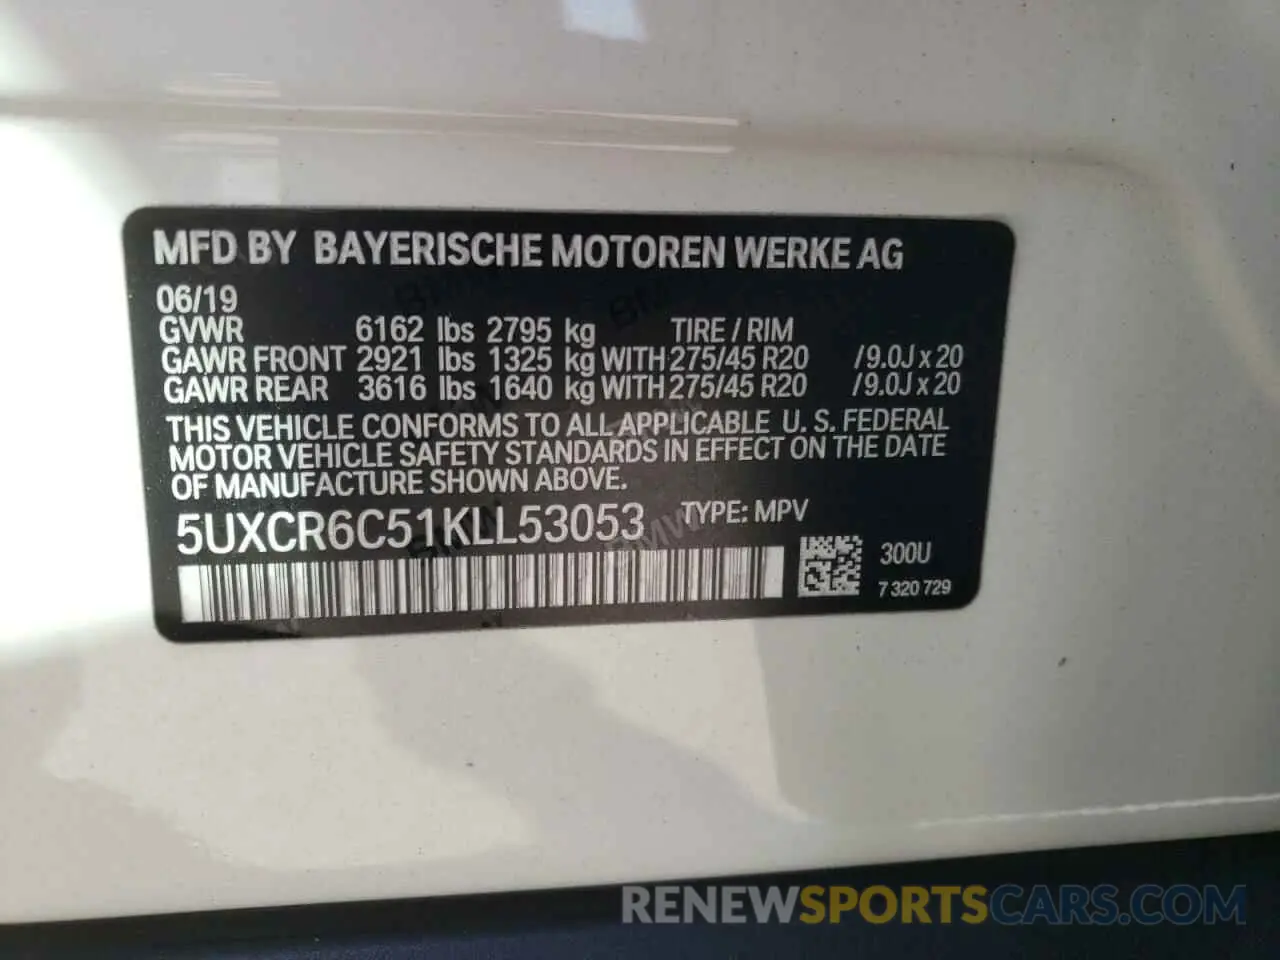 MFD BY BAYERISCHE MOTOREN WERKE AG
06/19
GVWR 6162 lbs 2795 kg TIRE / RIM
GAWR FRONT 2921 lbs 1325 kg WITH 275/45 R20 / 9.0J x 20
GAWR REAR 3616 lbs 1640 kg WITH 275/45 R20 / 9.0J x 20
THIS VEHICLE CONFORMS TO ALL APPLICABLE U. S. FEDERAL
MOTOR VEHICLE SAFETY STANDARDS IN EFFECT ON THE DATE
OF MANUFACTURE SHOWN ABOVE.
5UXCR6C51KLL53053 TYPE: MPV
300U
7 320 729
RENEWSPORTSCARS.COM